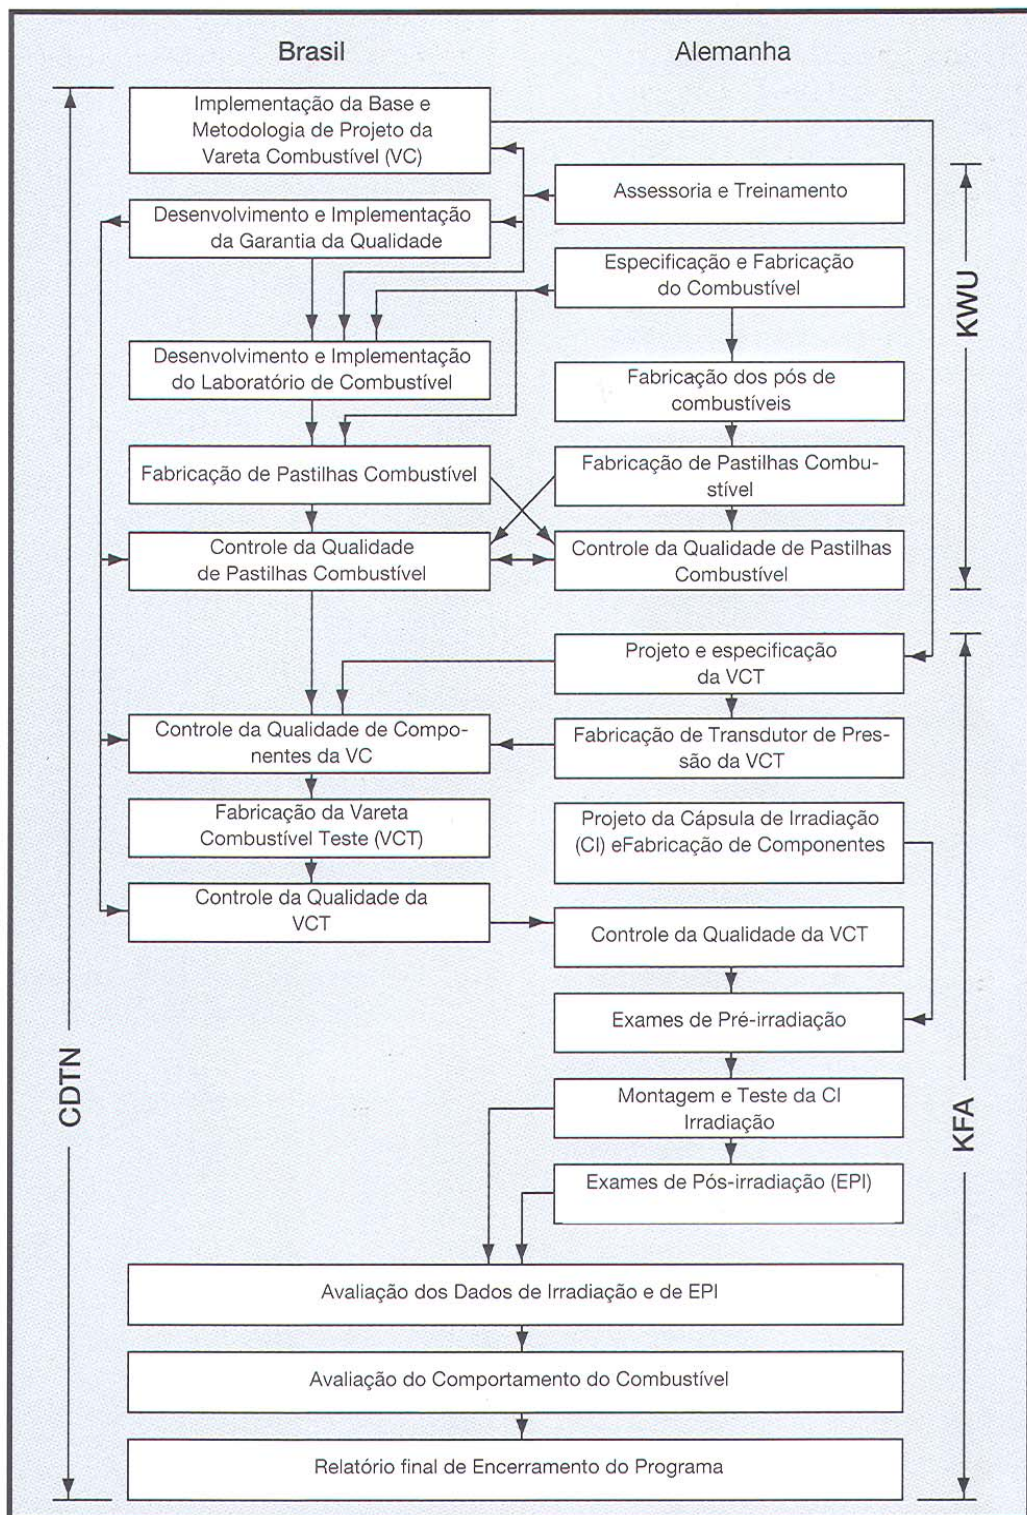 Brasil
Alemanha
Implementação da Base e
Metodologia de Projeto da
Vareta Combustível (VC)
Assessoria e Treinamento
Desenvolvimento e Implementação
da Garantia da Qualidade
Especificação e Fabricação
do Combustível
KWU
Desenvolvimento e Implementação
do Laboratório de Combustível
Fabricação dos pós de
combustíveis
Fabricação de Pastilhas Combustível
Fabricação de Pastilhas Combu-
stível
Controle da Qualidade
de Pastilhas Combustível
Controle da Qualidade de Pastilhas
Combustível
Projeto e especificação
da VCT
Controle da Qualidade de Compo-
nentes da VC
Fabricação de Transdutor de Pres-
são da VCT
Fabricação da Vareta
Combustível Teste (VCT)
Projeto da Cápsula de Irradiação
(CI) eFabricação de Componentes
Controle da Qualidade da
VCT
Controle da Qualidade da VCT
Exames de Pré-irradiação
CDTN
KFA
Montagem e Teste da CI
Irradiação
Exames de Pós-irradiação (EPI)
Avaliação dos Dados de Irradiação e de EPI
Avaliação do Comportamento do Combustível
Relatório final de Encerramento do Programa